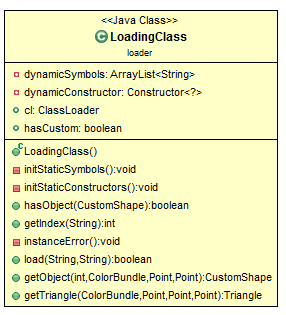 <<Java Class>>
LoadingClass
loader
dynamicSymbols: ArrayList<String>
dynamicConstructor: Constructor<?>
cl: ClassLoader
hasCustom: boolean
LoadingClass()
initStaticSymbols():void
initStaticConstructors():void
hasObject(CustomShape):boolean
getIndex(String):int
instanceError():void
load(String,String):boolean
getObject(int,ColorBundle,Point,Point):CustomShape
getTriangle(ColorBundle,Point,Point,Point):Triangle